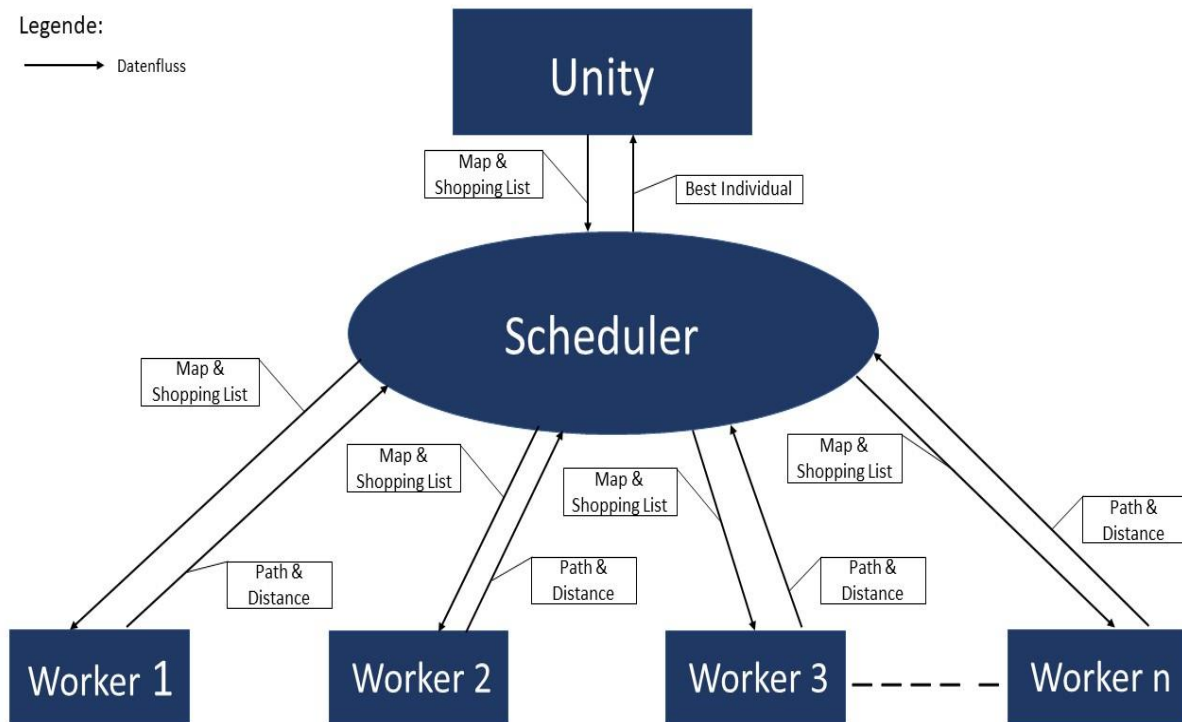 Legende:
Datenfluss
Unity
Map &
Shopping List
Best Individual
Scheduler
Map &
Shopping List
Map &
Shopping List
Map &
Shopping List
Map &
Shopping List
Path &
Distance
Path &
Distance
Path &
Distance
Path &
Distance
Worker 1
Worker 2
Worker 3
Worker n